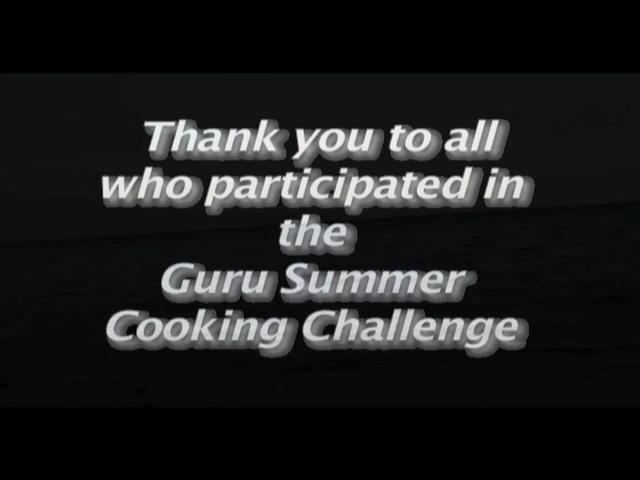 Thank you to all
who participated in
the
Guru Summer
Cooking Challenge